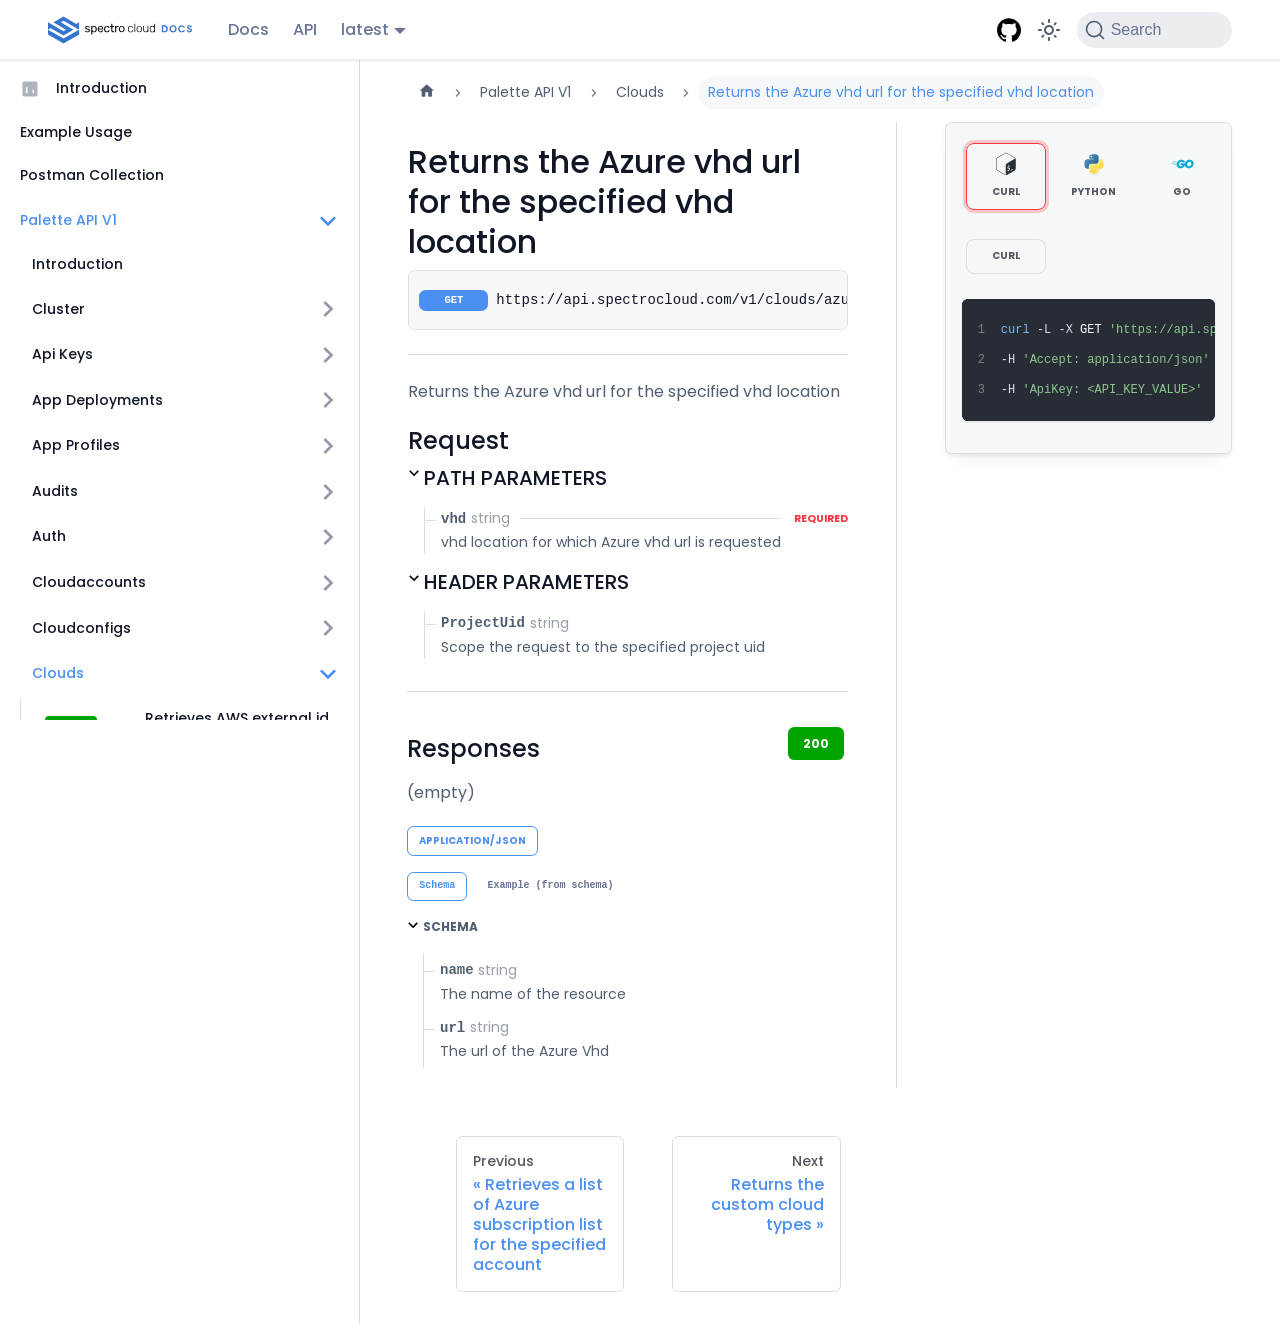 spectro cloud DOCS
Docs
API
latest
Search
Introduction
Example Usage
Postman Collection
Palette API V1
Introduction
Cluster
Api Keys
App Deployments
App Profiles
Audits
Auth
Cloudaccounts
Cloudconfigs
Clouds
Retrieves AWS external id
Palette API V1
Clouds
Returns the Azure vhd url for the specified vhd location
Returns the Azure vhd url
for the specified vhd
location
GET https://api.spectrocloud.com/v1/clouds/azu
Returns the Azure vhd url for the specified vhd location
Request
PATH PARAMETERS
vhd string REQUIRED
vhd location for which Azure vhd url is requested
HEADER PARAMETERS
ProjectUid string
Scope the request to the specified project uid
Responses
200
(empty)
APPLICATION/JSON
Schema Example (from schema)
SCHEMA
name string
The name of the resource
url string
The url of the Azure Vhd
CURL
PYTHON
GO
CURL
1 curl -L -X GET 'https://api.sp
2 -H 'Accept: application/json'
3 -H 'ApiKey: <API_KEY_VALUE>'
Previous
« Retrieves a list
of Azure
subscription list
for the specified
account
Next
Returns the
custom cloud
types »